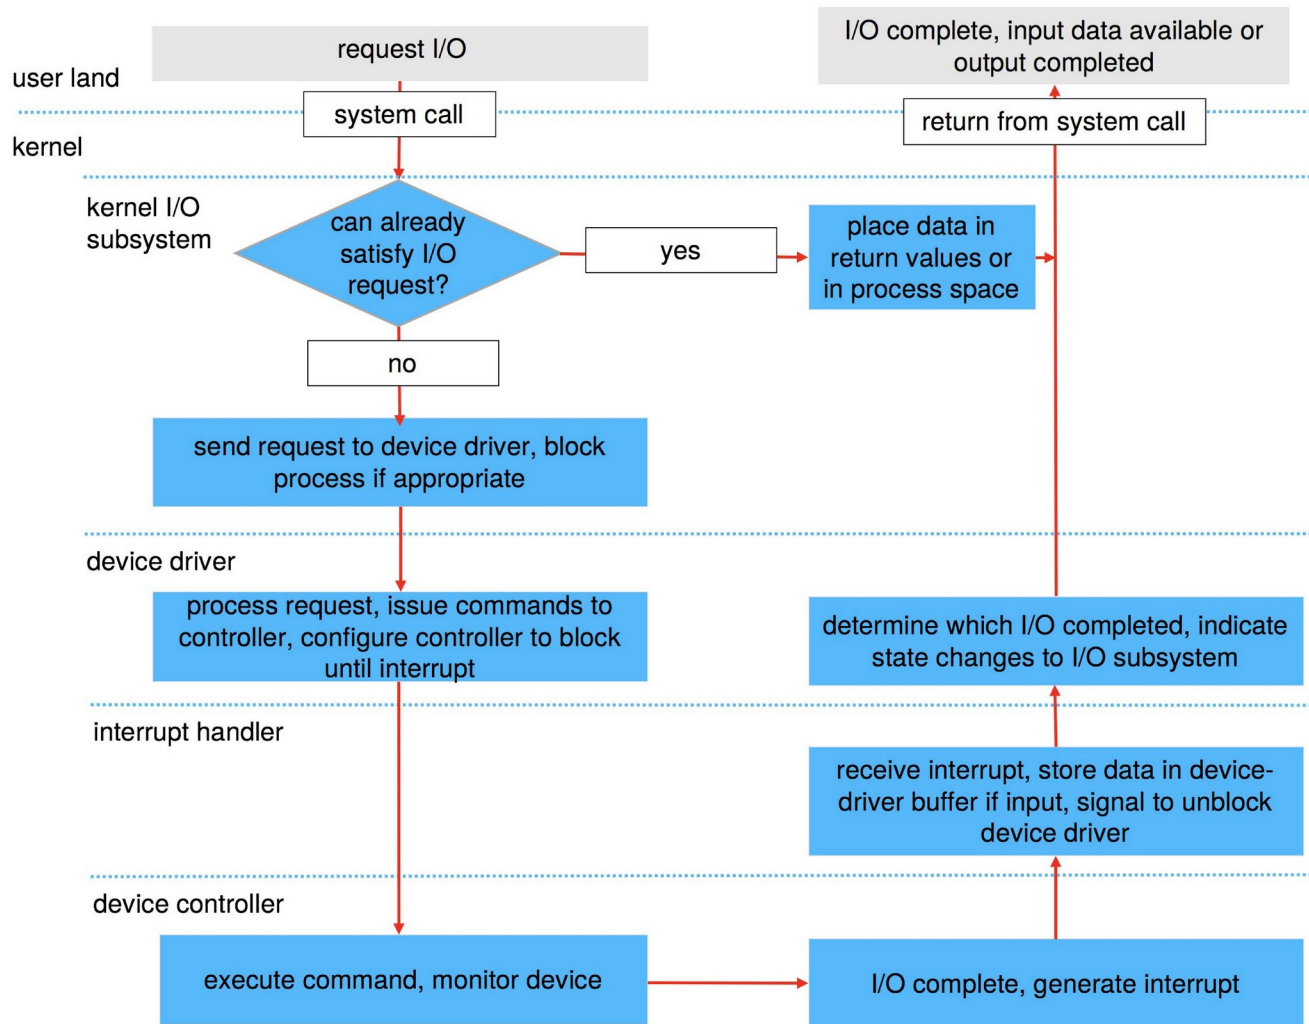 request I/O
I/O complete, input data available or
output completed
user land
system call
return from system call
kernel
kernel I/O
subsystem
can already
satisfy I/O
request?
yes
place data in
return values or
in process space
no
send request to device driver, block
process if appropriate
device driver
process request, issue commands to
controller, configure controller to block
until interrupt
determine which I/O completed, indicate
state changes to I/O subsystem
interrupt handler
receive interrupt, store data in device-
driver buffer if input, signal to unblock
device driver
device controller
execute command, monitor device
I/O complete, generate interrupt